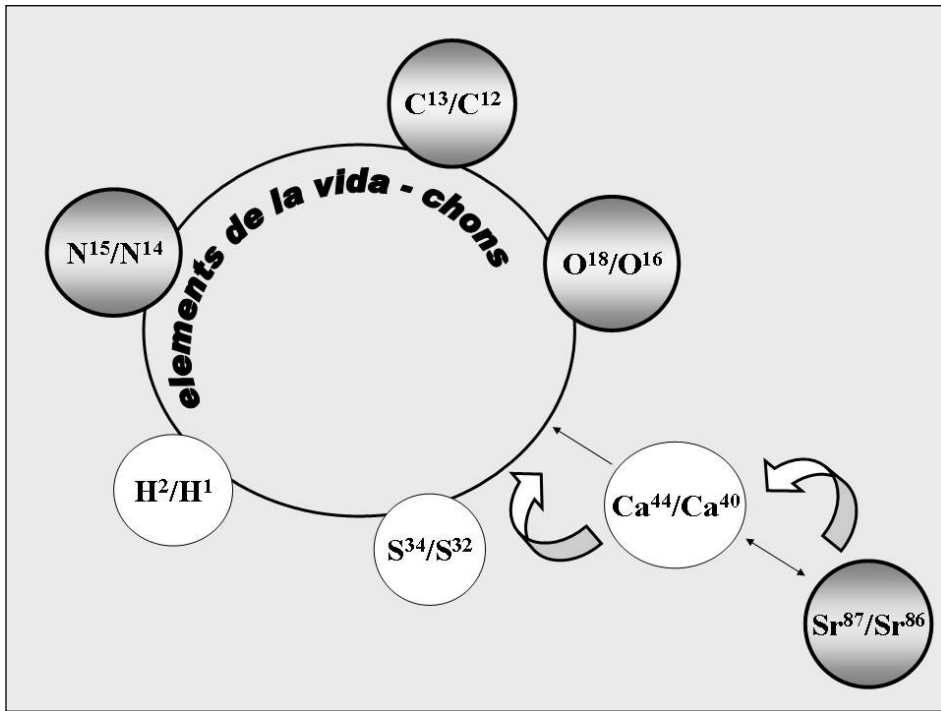 C¹³/C¹²
elements de la vida - chons
N¹⁵/N¹⁴
O¹⁸/O¹⁶
H²/H¹
Ca⁴⁴/Ca⁴⁰
S³⁴/S³²
Sr⁸⁷/Sr⁸⁶